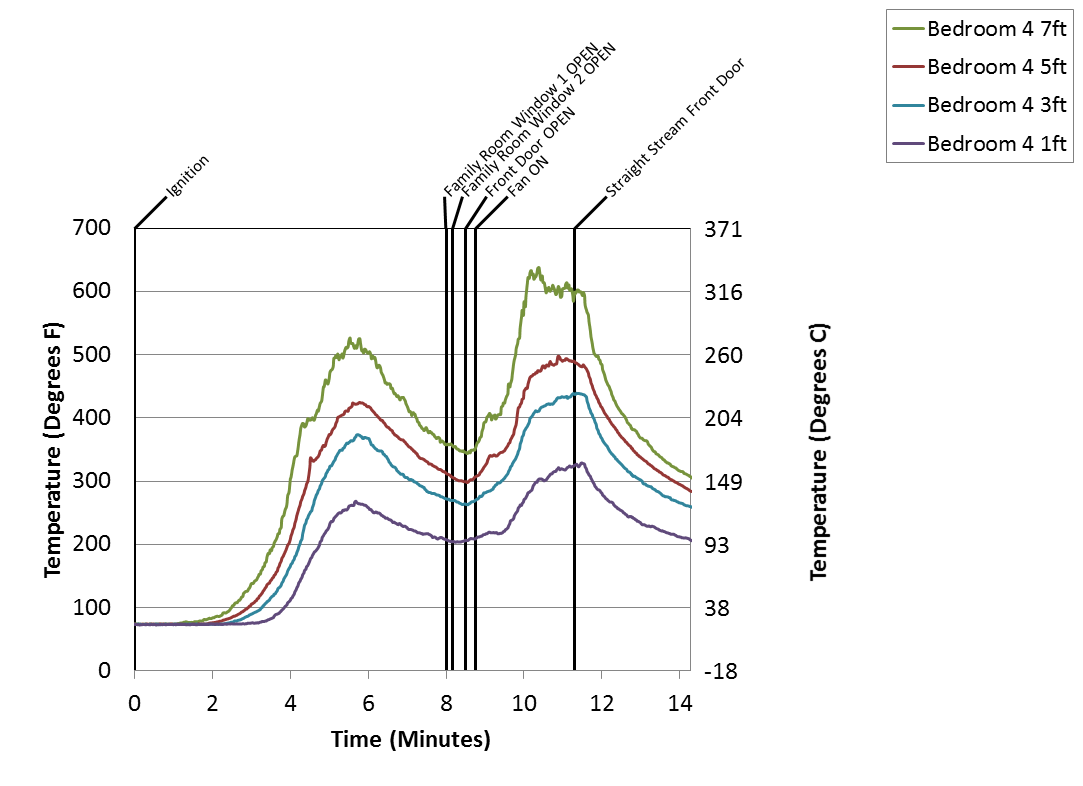 Bedroom 4 7ft
Bedroom 4 5ft
Bedroom 4 3ft
Bedroom 4 1ft
Ignition
Family Room Window 1 OPEN
Family Room Window 2 OPEN
Front Door OPEN
Fan ON
Straight Stream Front Door
Temperature (Degrees F)
700
600
500
400
300
200
100
0
371
316
260
204
149
93
38
-18
Temperature (Degrees C)
0 2 4 6 8 10 12 14
Time (Minutes)